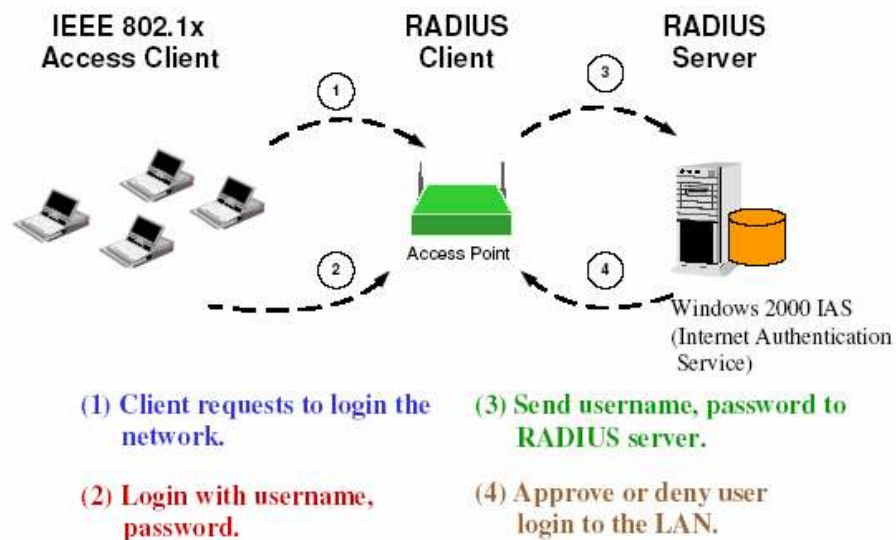 IEEE 802.1x
Access Client
RADIUS
Client
RADIUS
Server
1
3
Access Point
2
4
Windows 2000 IAS
(Internet Authentication
Service)
(1) Client requests to login the
network.
(2) Login with username,
password.
(3) Send username, password to
RADIUS server.
(4) Approve or deny user
login to the LAN.